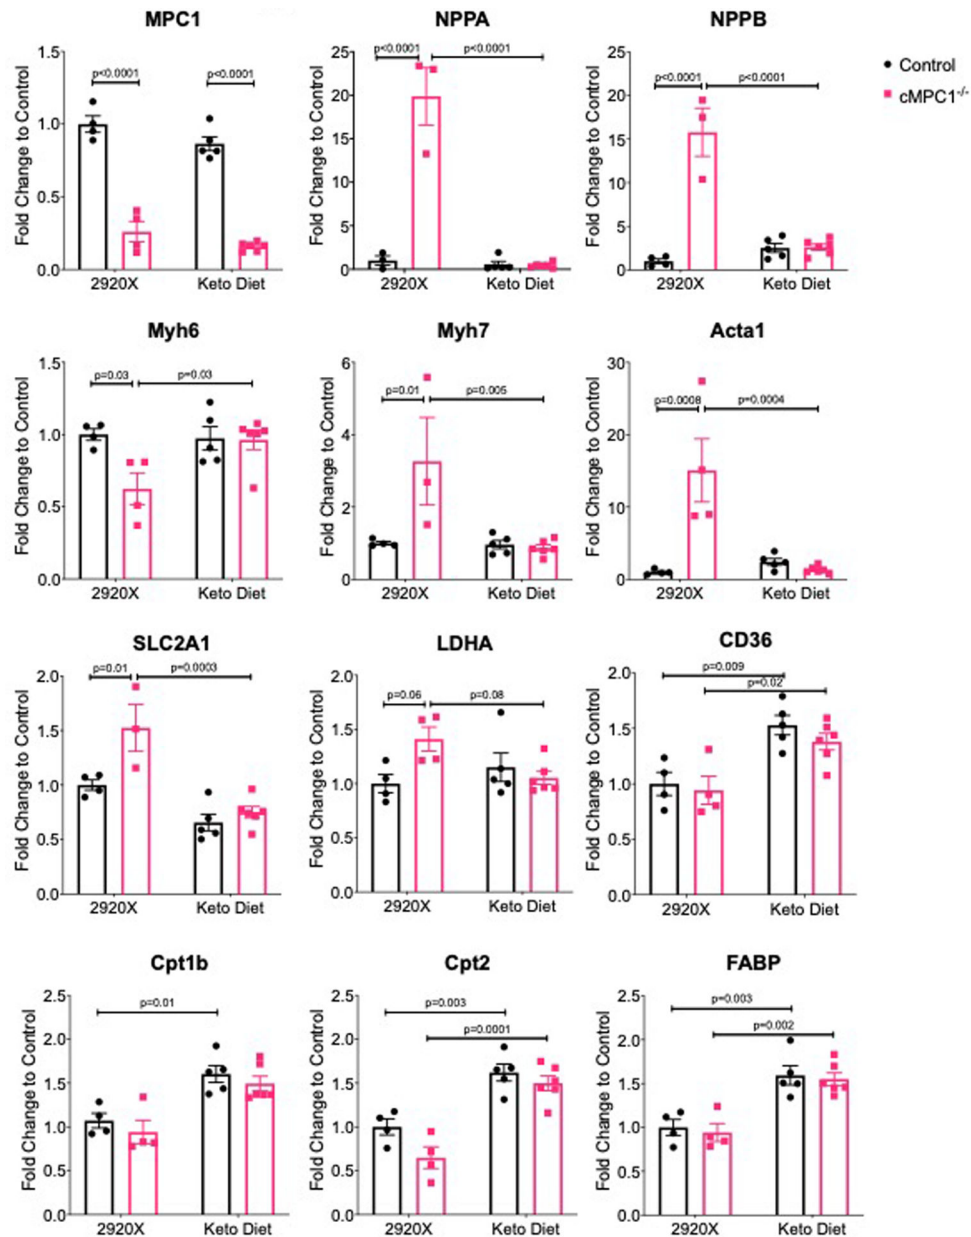 MPC1
NPPA
NPPB
Control
cMPC1-/-
Fold Change to Control
1.5
1.0
0.5
0.0
p<0.0001
p<0.0001
2920X
Keto Diet
Fold Change to Control
25
20
15
10
5
0
p<0.0001
p<0.0001
2920X
Keto Diet
Fold Change to Control
25
20
15
10
5
0
p<0.0001
p<0.0001
2920X
Keto Diet
Myh6
Myh7
Acta1
Fold Change to Control
1.5
1.0
0.5
0.0
p=0.03
p=0.03
2920X
Keto Diet
Fold Change to Control
6
4
2
0
p=0.01
p=0.005
2920X
Keto Diet
Fold Change to Control
30
20
10
0
p=0.0008
p=0.0004
2920X
Keto Diet
SLC2A1
LDHA
CD36
Fold Change to Control
2.0
1.5
1.0
0.5
0.0
p=0.01
p=0.0003
2920X
Keto Diet
Fold Change to Control
2.0
1.5
1.0
0.5
0.0
p=0.06
p=0.08
2920X
Keto Diet
Fold Change to Control
2.0
1.5
1.0
0.5
0.0
p=0.009
p=0.02
2920X
Keto Diet
Cpt1b
Cpt2
FABP
Fold Change to Control
2.5
2.0
1.5
1.0
0.5
0.0
p=0.01
2920X
Keto Diet
Fold Change to Control
2.5
2.0
1.5
1.0
0.5
0.0
p=0.003
p=0.0001
2920X
Keto Diet
Fold Change to Control
2.5
2.0
1.5
1.0
0.5
0.0
p=0.003
p=0.002
2920X
Keto Diet